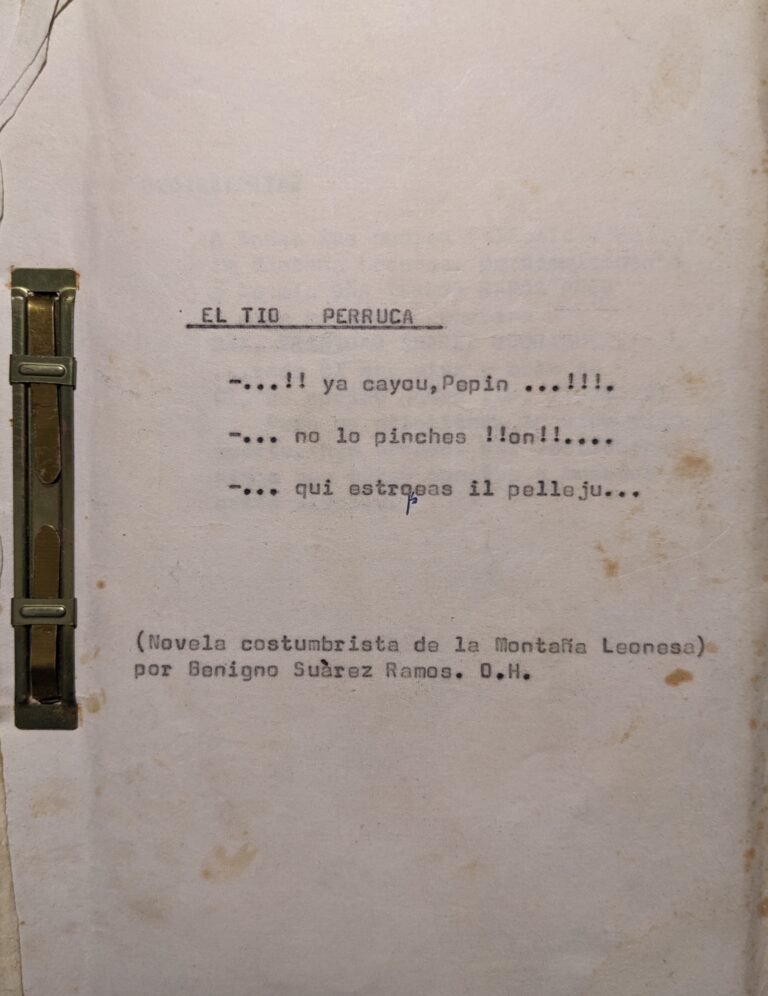 EL TIO PERRUCA
-...!! ya cayou,Pepin ...!!!.
-... no lo pinches !!on!!....
-... qui estropeas il pelleju...
(Novela costumbrista de la Montaña Leonesa)
por Benigno Suàrez Ramos. O.H.